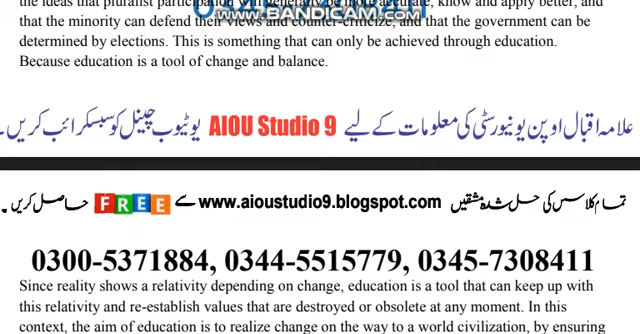 the ideas that pluralist participation will generally be more accurate, know and apply better, and
www.BANDICAM.COM
that the minority can defend their views and counter-criticize, and that the government can be
determined by elections. This is something that can only be achieved through education.
Because education is a tool of change and balance.
علامہ اقبال اوپن یونیورسٹی کی معلومات کے لیے AIOU Studio 9 یوٹیوب چینل کو سبسکرائب کریں۔
تمام کلاسس کی حل شدہ مشقیں www.aioustudio9.blogspot.com سے FREE حاصل کریں۔
0300-5371884, 0344-5515779, 0345-7308411
Since reality shows a relativity depending on change, education is a tool that can keep up with
this relativity and re-establish values that are destroyed or obsolete at any moment. In this
context, the aim of education is to realize change on the way to a world civilization, by ensuring